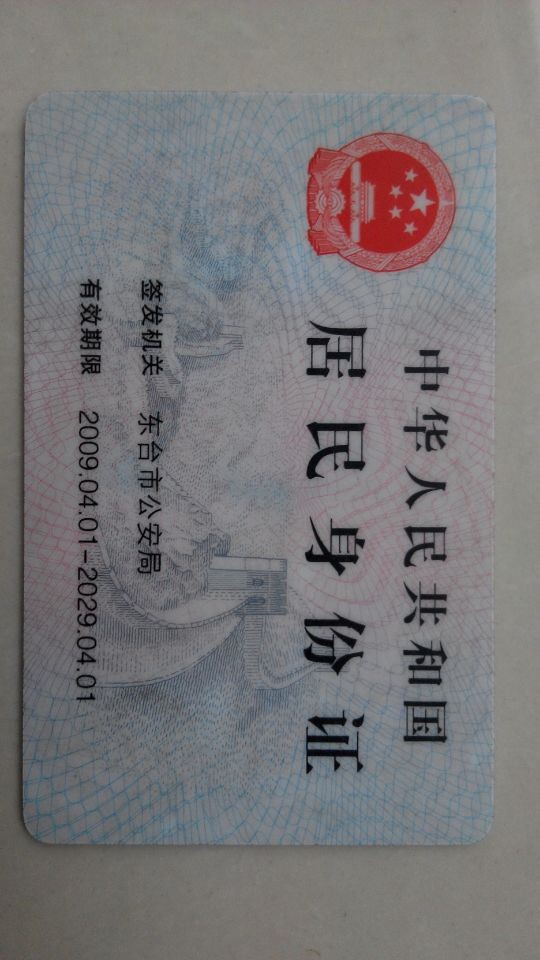 中华人民共和国
居民身份证
签发机关 东台市公安局
有效期限 2009.04.01-2029.04.01